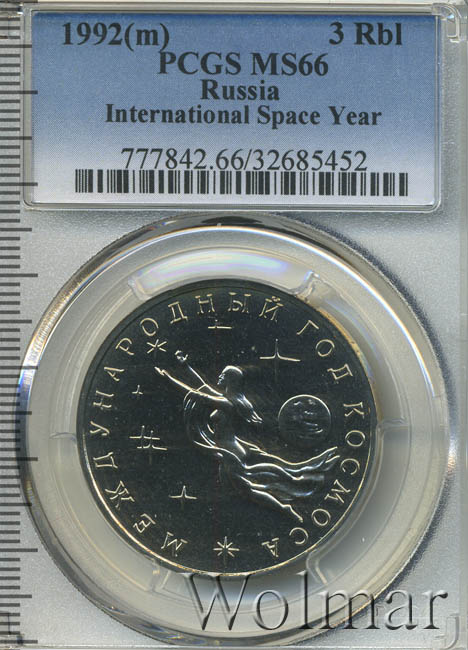 1992(m) 3 Rbl
PCGS MS66
Russia
International Space Year
777842.66/32685452
МЕЖДУНАРОДНЫЙ ГОД КОСМОСА
Wolmar